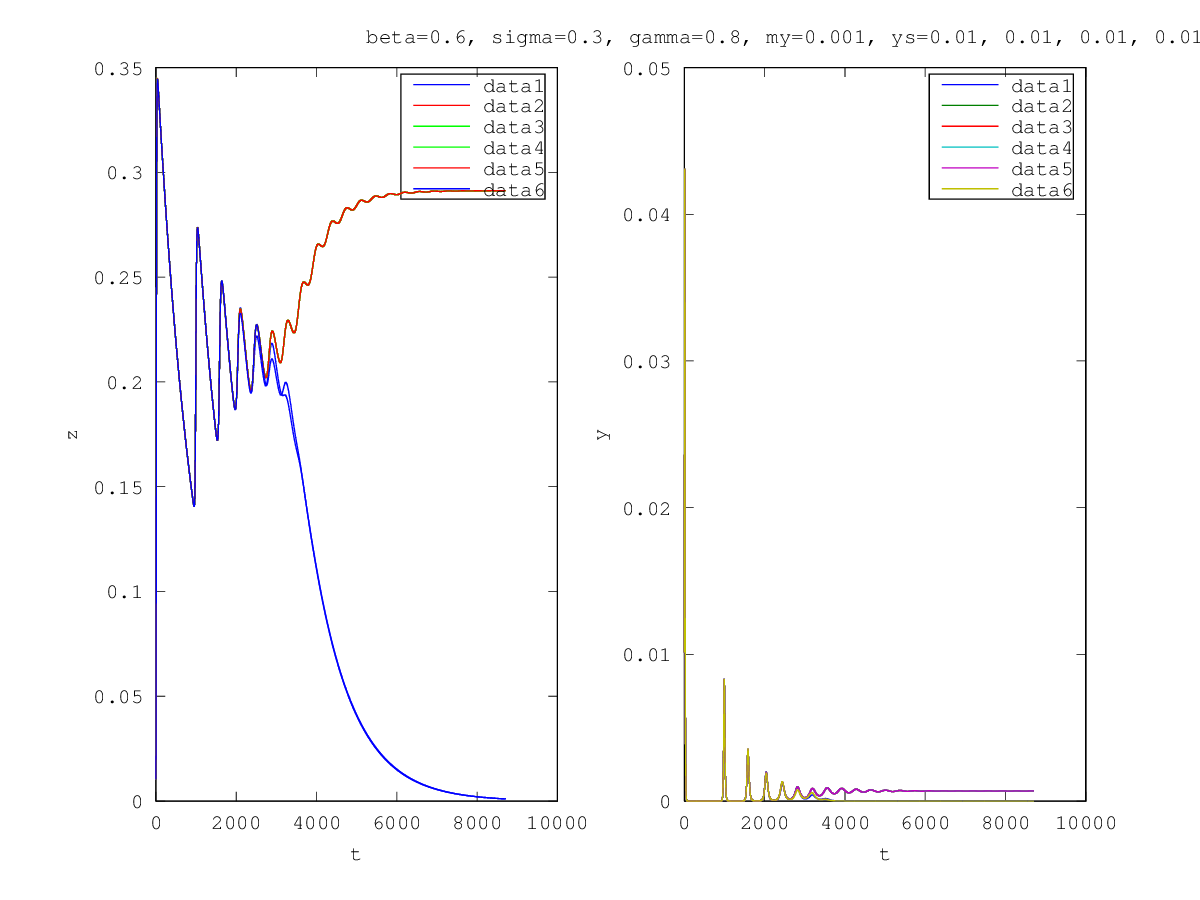 beta=0.6, sigma=0.3, gamma=0.8, my=0.001, ys=0.01, 0.01, 0.01, 0.01
0.35
0.3
0.25
0.2
0.15
0.1
0.05
0
z
0
2000
4000
6000
8000
10000
t
data1
data2
data3
data4
data5
data6
0.05
0.04
0.03
0.02
0.01
0
y
0
2000
4000
6000
8000
10000
t
data1
data2
data3
data4
data5
data6